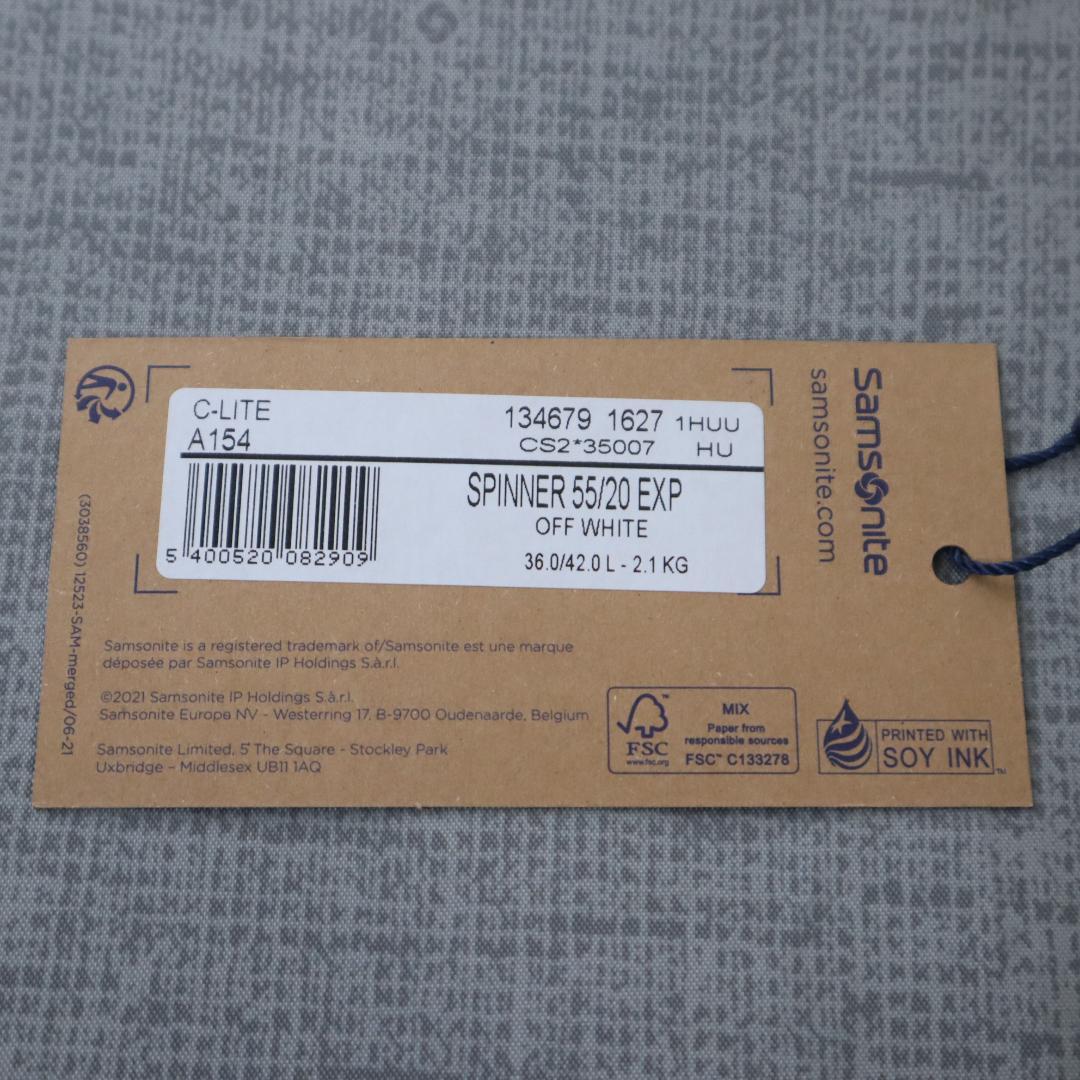 C-LITE
A154
134679 1627 1HUU
CS2*35007 HU
SPINNER 55/20 EXP
OFF WHITE
36.0/42.0 L - 2.1 KG
5 400520 082909
Samsonite
samsonite.com
(3038560) 12523-SAM-merged/06-21
Samsonite is a registered trademark of/Samsonite est une marque
déposée par Samsonite IP Holdings S.à.r.l.
©2021 Samsonite IP Holdings S.à.r.l.
Samsonite Europe NV - Westerring 17, B-9700 Oudenaarde, Belgium
Samsonite Limited, 5 The Square - Stockley Park
Uxbridge – Middlesex UB11 1AQ
FSC
www.fsc.org
MIX
Paper from
responsible sources
FSC™ C133278
PRINTED WITH
SOY INK™